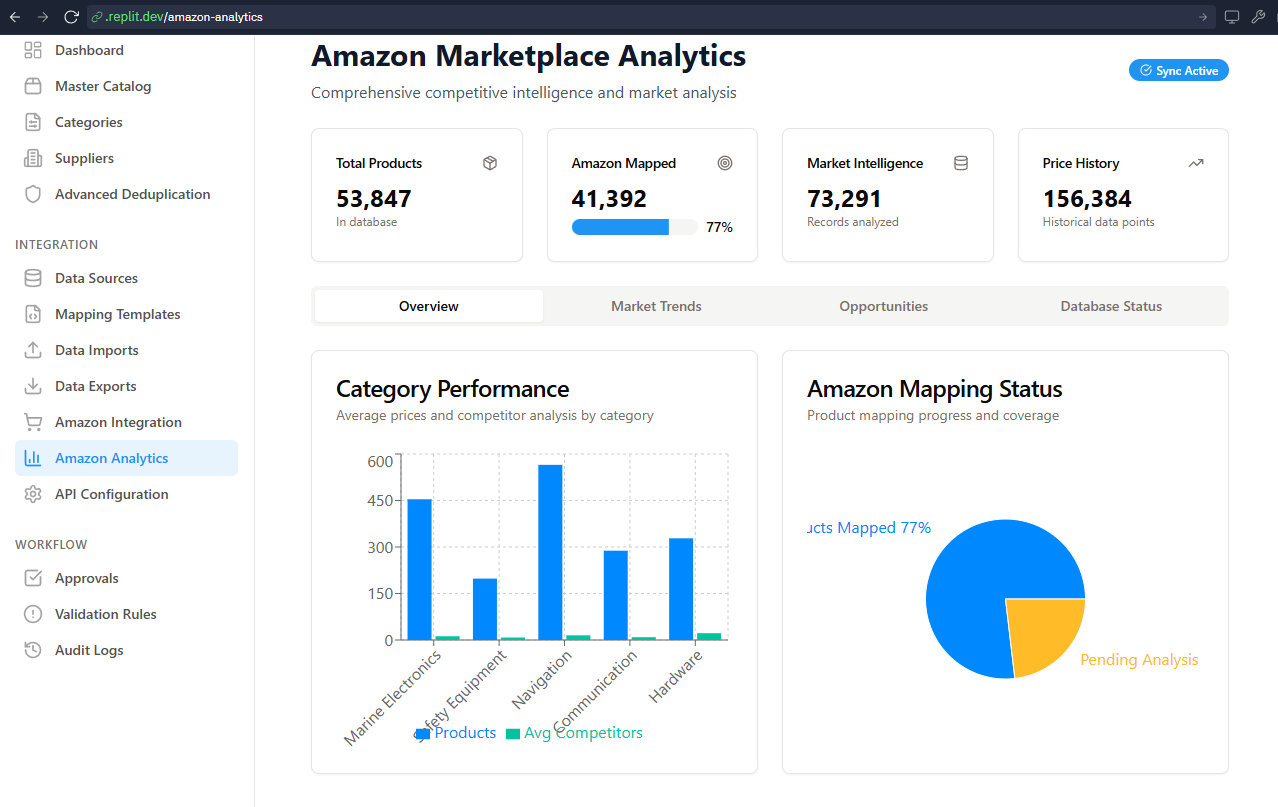 .replit.dev/amazon-analytics
Dashboard
Master Catalog
Categories
Suppliers
Advanced Deduplication
INTEGRATION
Data Sources
Mapping Templates
Data Imports
Data Exports
Amazon Integration
Amazon Analytics
API Configuration
WORKFLOW
Approvals
Validation Rules
Audit Logs
Amazon Marketplace Analytics
Comprehensive competitive intelligence and market analysis
Sync Active
Total Products
53,847
In database
Amazon Mapped
41,392
77%
Market Intelligence
73,291
Records analyzed
Price History
156,384
Historical data points
Overview
Market Trends
Opportunities
Database Status
Category Performance
Average prices and competitor analysis by category
600
450
300
150
0
Marine Electronics
Safety Equipment
Navigation
Communication
Hardware
Products
Avg Competitors
Amazon Mapping Status
Product mapping progress and coverage
ucts Mapped 77%
Pending Analysis